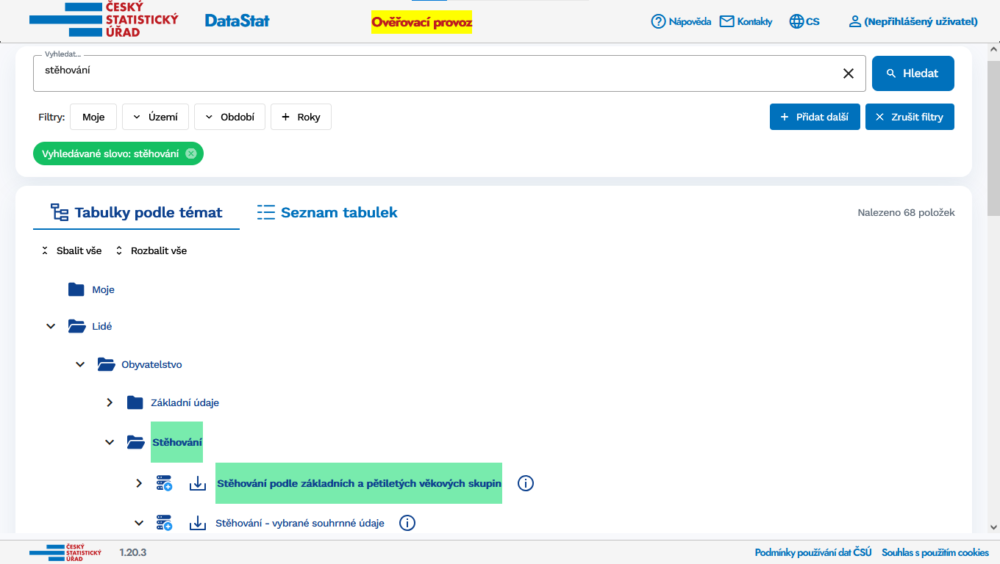 ČESKÝ
STATISTICKÝ
ÚŘAD
DataStat
Ověřovací provoz
Nápověda
Kontakty
CS
(Nepřihlášený uživatel)
Vyhledat...
stěhování
Hledat
Filtry:
Moje
Území
Období
Roky
Přidat další
Zrušit filtry
Vyhledávané slovo: stěhování
Tabulky podle témat
Seznam tabulek
Nalezeno 68 položek
Sbalit vše
Rozbalit vše
Moje
Lidé
Obyvatelstvo
Základní údaje
Stěhování
Stěhování podle základních a pětiletých věkových skupin
Stěhování - vybrané souhrnné údaje
ČESKÝ
STATISTICKÝ
ÚŘAD
1.20.3
Podmínky používání dat ČSÚ
Souhlas s použitím cookies